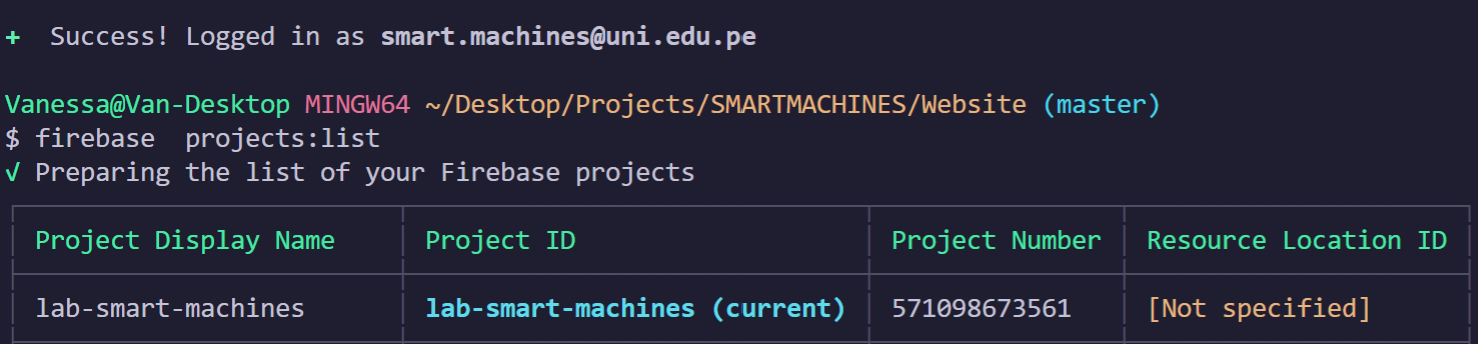 + Success! Logged in as smart.machines@uni.edu.pe
Vanessa@Van-Desktop MINGW64 ~/Desktop/Projects/SMARTMACHINES/Website (master)
$ firebase  projects:list
√ Preparing the list of your Firebase projects
Project Display Name Project ID Project Number Resource Location ID
lab-smart-machines lab-smart-machines (current) 571098673561 [Not specified]